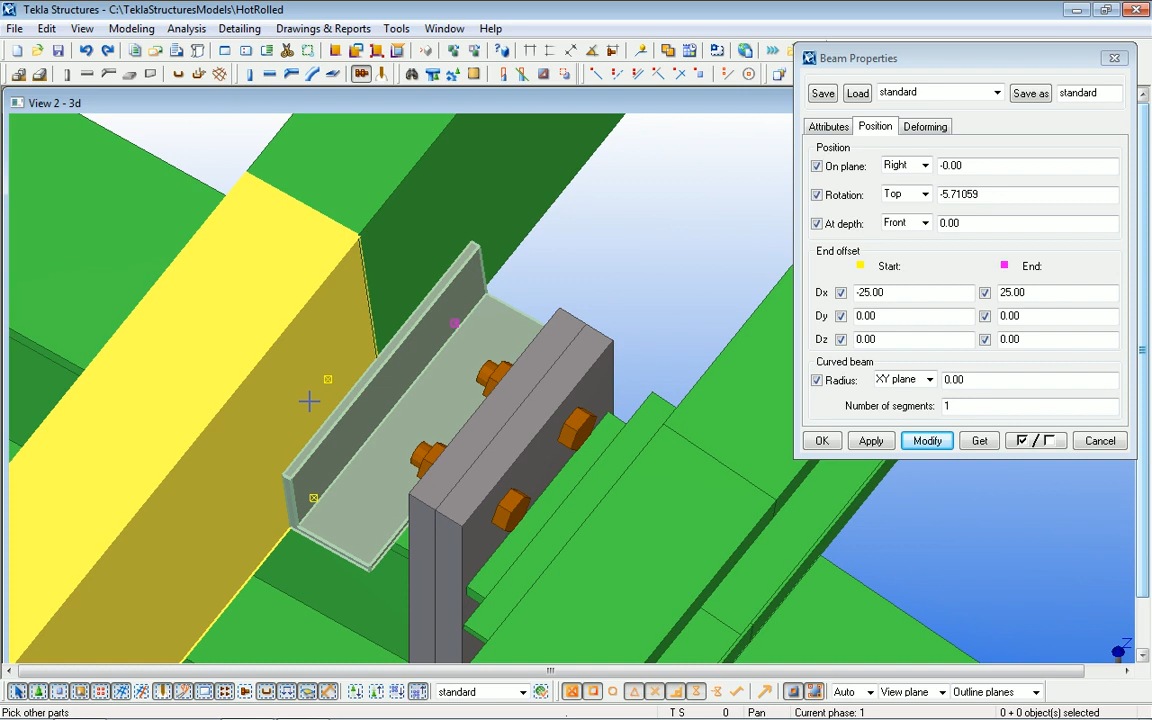 Tekla Structures - C:\TeklaStructuresModels\HotRolled
File Edit View Modeling Analysis Detailing Drawings & Reports Tools Window Help
View 2 - 3d
Beam Properties
Save Load standard Save as standard
Attributes Position Deforming
Position
On plane: Right -0.00
Rotation: Top -5.71059
At depth: Front 0.00
End offset
Start: End:
Dx -25.00 25.00
Dy 0.00 0.00
Dz 0.00 0.00
Curved beam
Radius: XY plane 0.00
Number of segments: 1
OK Apply Modify Get / Cancel
Z
standard Auto View plane Outline planes
Pick other parts T S 0 Pan Current phase: 1 0 + 0 object(s) selected